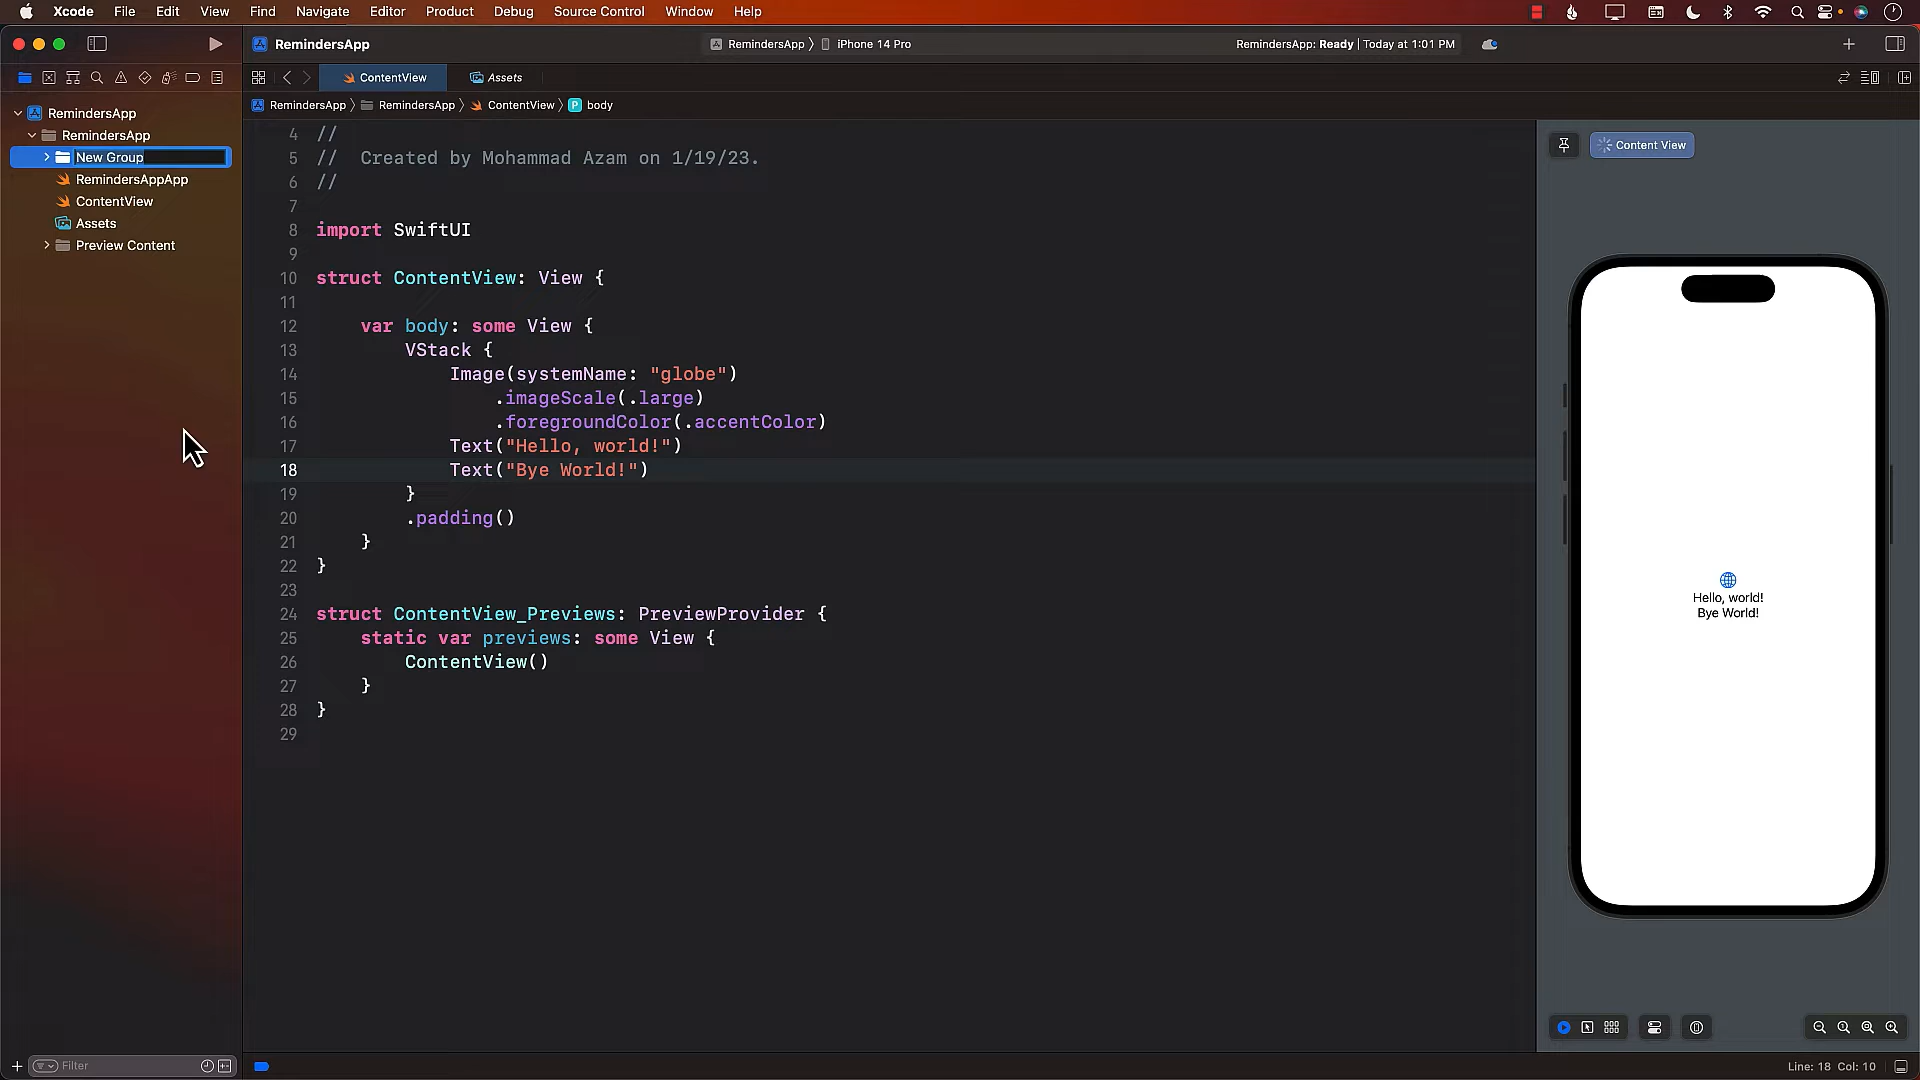 Xcode File Edit View Find Navigate Editor Product Debug Source Control Window Help
RemindersApp
RemindersApp iPhone 14 Pro
RemindersApp: Ready | Today at 1:01 PM
ContentView
Assets
RemindersApp RemindersApp ContentView body
RemindersApp
RemindersApp
New Group
RemindersAppApp
ContentView
Assets
Preview Content
4 //
5 //  Created by Mohammad Azam on 1/19/23.
6 //
7
8 import SwiftUI
9
10 struct ContentView: View {
11
12     var body: some View {
13         VStack {
14             Image(systemName: "globe")
15                 .imageScale(.large)
16                 .foregroundColor(.accentColor)
17             Text("Hello, world!")
18             Text("Bye World!")
19         }
20         .padding()
21     }
22 }
23
24 struct ContentView_Previews: PreviewProvider {
25     static var previews: some View {
26         ContentView()
27     }
28 }
29
Content View
Hello, world!
Bye World!
Filter
Line: 18 Col: 10